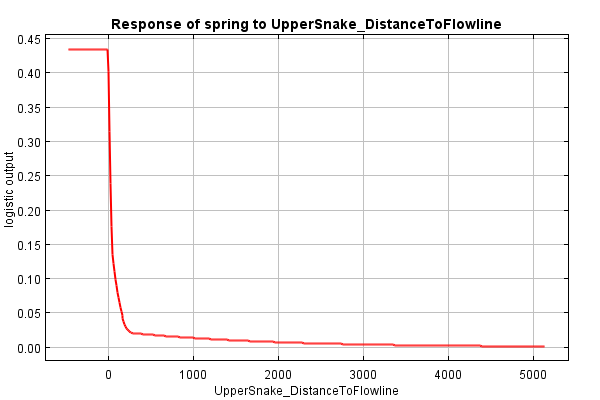 Response of spring to UpperSnake_DistanceToFlowline
logistic output
0.45
0.40
0.35
0.30
0.25
0.20
0.15
0.10
0.05
0.00
0 1000 2000 3000 4000 5000
UpperSnake_DistanceToFlowline